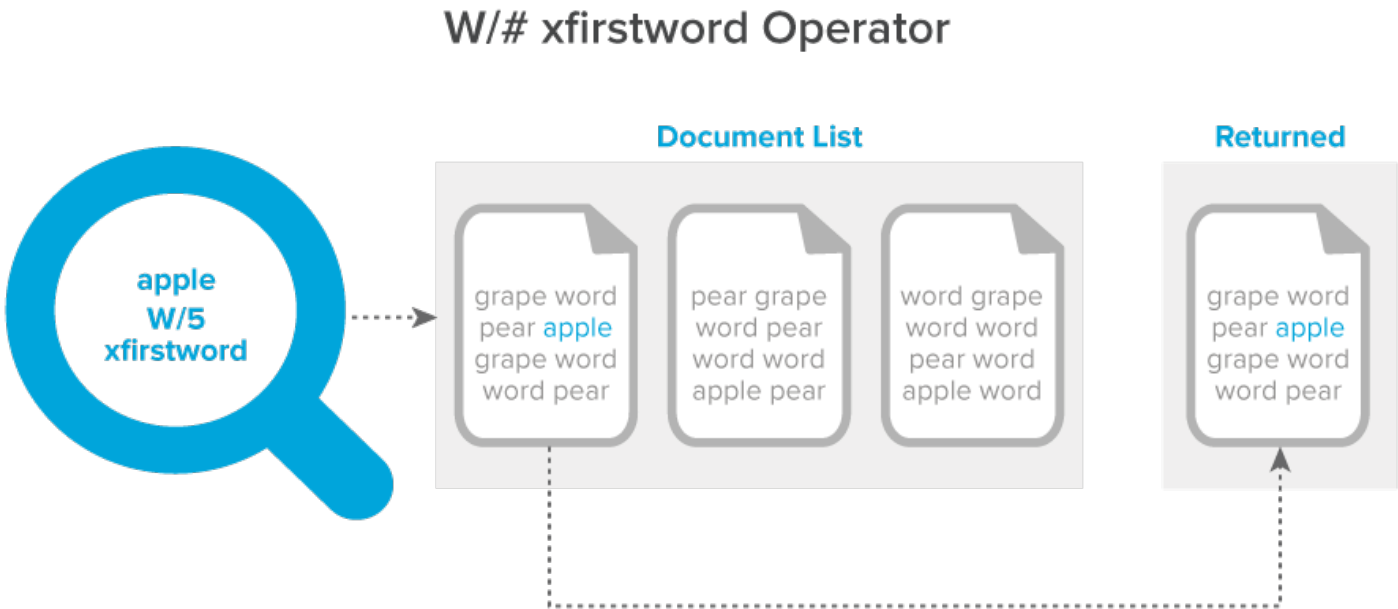 W/# xfirstword Operator
Document List
Returned
apple
W/5
xfirstword
grape word
pear apple
grape word
word pear
pear grape
word pear
word word
apple pear
word grape
word word
pear word
apple word
grape word
pear apple
grape word
word pear